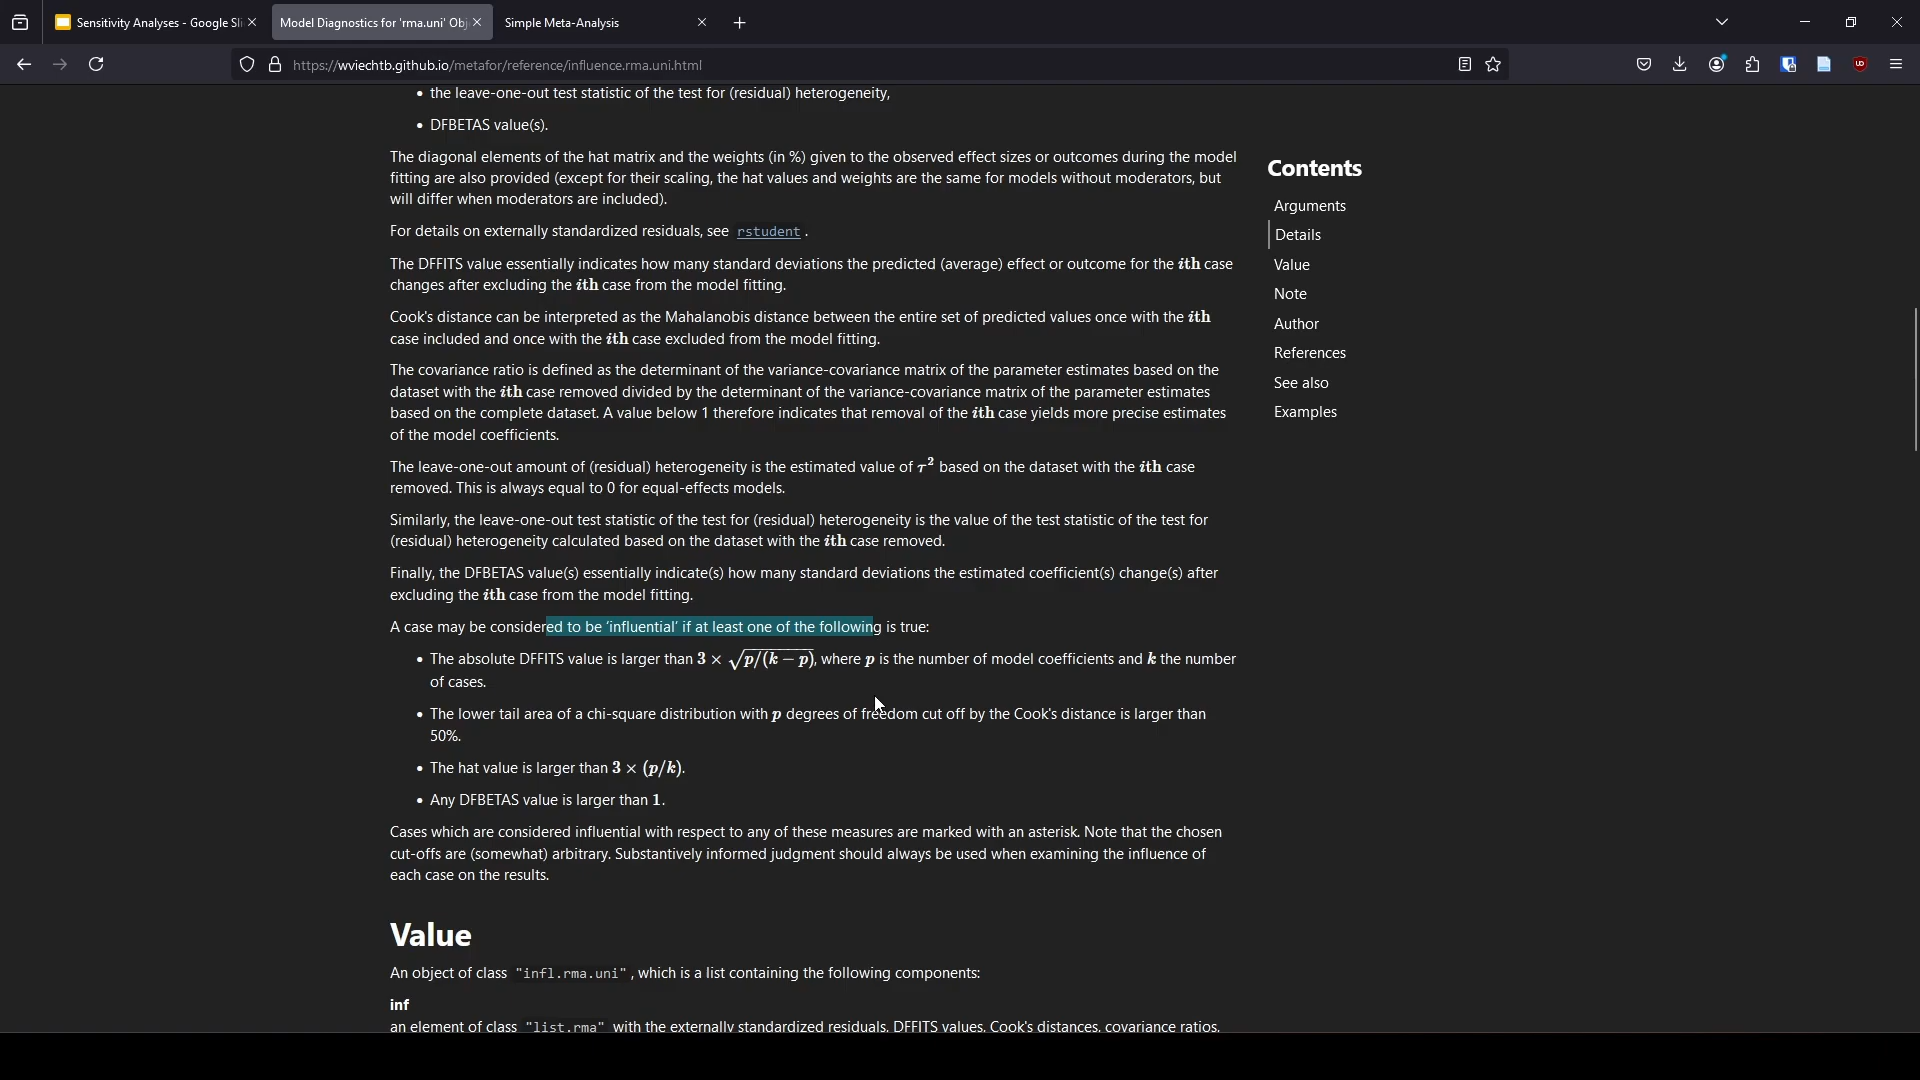 Sensitivity Analyses - Google Sli
Model Diagnostics for 'rma.uni' Obj
Simple Meta-Analysis
https://wviechtb.github.io/metafor/reference/influence.rma.uni.html
• the leave-one-out test statistic of the test for (residual) heterogeneity,
• DFBETAS value(s).
The diagonal elements of the hat matrix and the weights (in %) given to the observed effect sizes or outcomes during the model
fitting are also provided (except for their scaling, the hat values and weights are the same for models without moderators, but
will differ when moderators are included).
For details on externally standardized residuals, see rstudent.
The DFFITS value essentially indicates how many standard deviations the predicted (average) effect or outcome for the ith case
changes after excluding the ith case from the model fitting.
Cook's distance can be interpreted as the Mahalanobis distance between the entire set of predicted values once with the ith
case included and once with the ith case excluded from the model fitting.
The covariance ratio is defined as the determinant of the variance-covariance matrix of the parameter estimates based on the
dataset with the ith case removed divided by the determinant of the variance-covariance matrix of the parameter estimates
based on the complete dataset. A value below 1 therefore indicates that removal of the ith case yields more precise estimates
of the model coefficients.
The leave-one-out amount of (residual) heterogeneity is the estimated value of τ² based on the dataset with the ith case
removed. This is always equal to 0 for equal-effects models.
Similarly, the leave-one-out test statistic of the test for (residual) heterogeneity is the value of the test statistic of the test for
(residual) heterogeneity calculated based on the dataset with the ith case removed.
Finally, the DFBETAS value(s) essentially indicate(s) how many standard deviations the estimated coefficient(s) change(s) after
excluding the ith case from the model fitting.
A case may be considered to be ‘influential’ if at least one of the following is true:
• The absolute DFFITS value is larger than 3 × √p/(k − p), where p is the number of model coefficients and k the number
of cases.
• The lower tail area of a chi-square distribution with p degrees of freedom cut off by the Cook's distance is larger than
50%.
• The hat value is larger than 3 × (p/k).
• Any DFBETAS value is larger than 1.
Cases which are considered influential with respect to any of these measures are marked with an asterisk. Note that the chosen
cut-offs are (somewhat) arbitrary. Substantively informed judgment should always be used when examining the influence of
each case on the results.
Value
An object of class "infl.rma.uni", which is a list containing the following components:
inf
an element of class "list.rma" with the externally standardized residuals, DFFITS values, Cook's distances, covariance ratios,
Contents
Arguments
Details
Value
Note
Author
References
See also
Examples